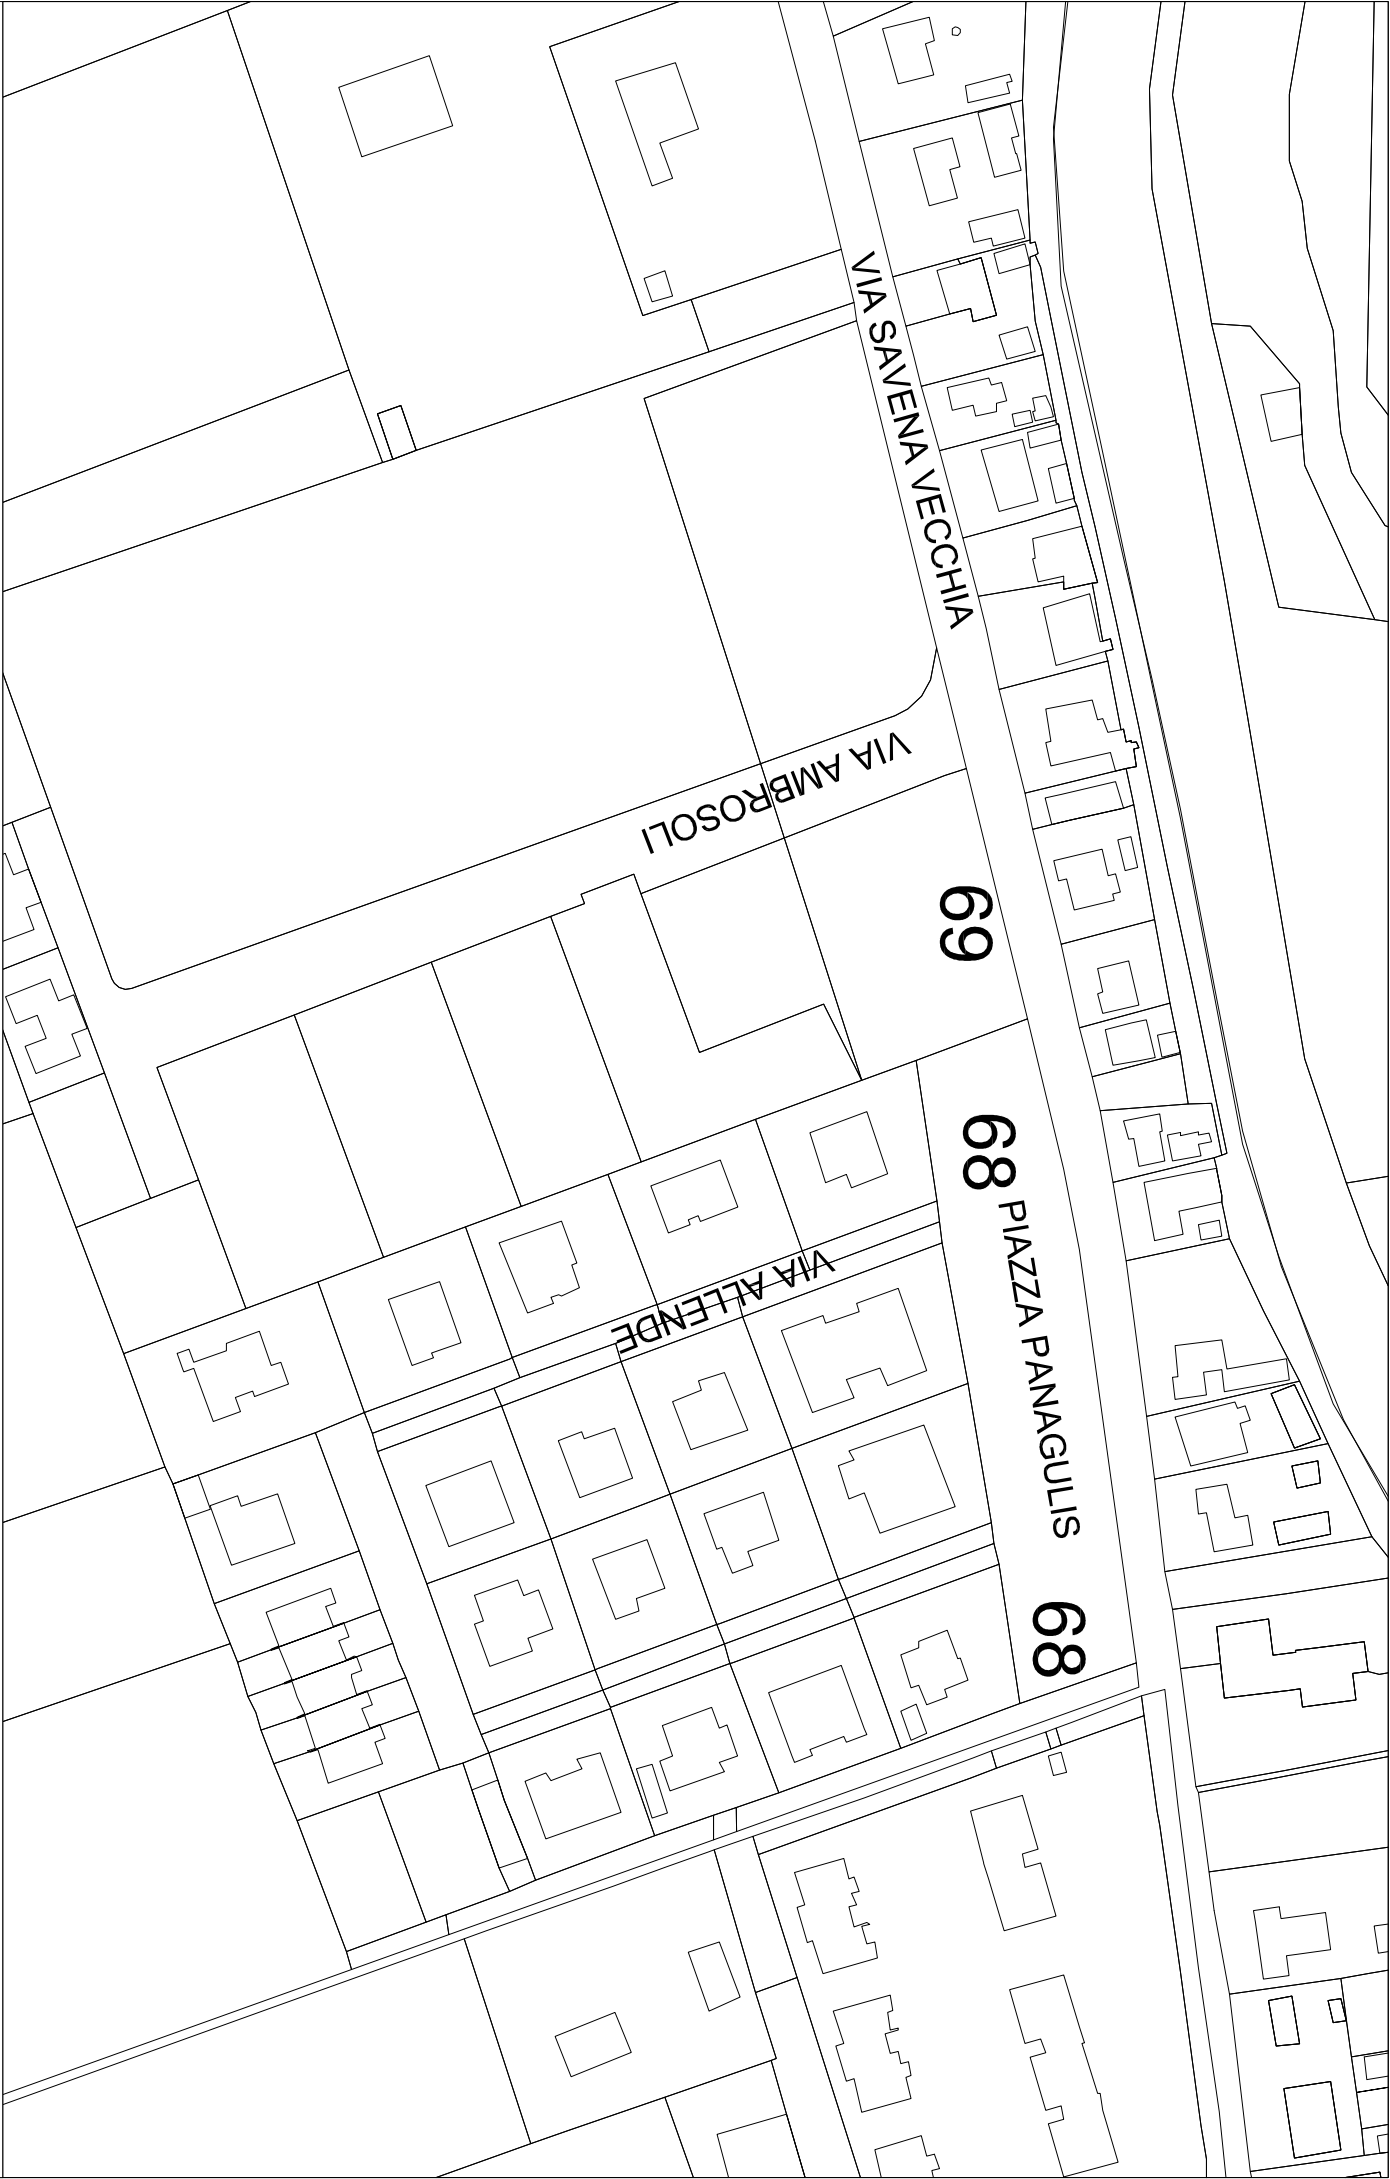 VIA SAVENA VECCHIA
VIA AMBROSOLI
69
68
PIAZZA PANAGULIS
VIA ALLENDE
68